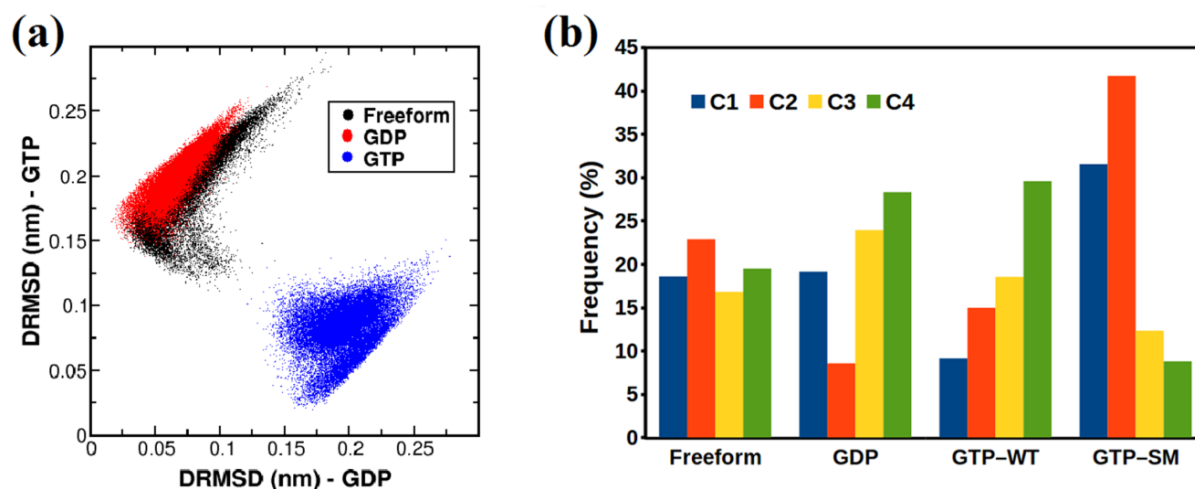 (a)
DRMSD (nm) - GTP
0.25
0.2
0.15
0.1
0.05
0
Freeform
GDP
GTP
0 0.05 0.1 0.15 0.2 0.25
DRMSD (nm) - GDP
(b)
Frequency (%)
45
40
35
30
25
20
15
10
5
0
C1 C2 C3 C4
Freeform GDP GTP–WT GTP–SM